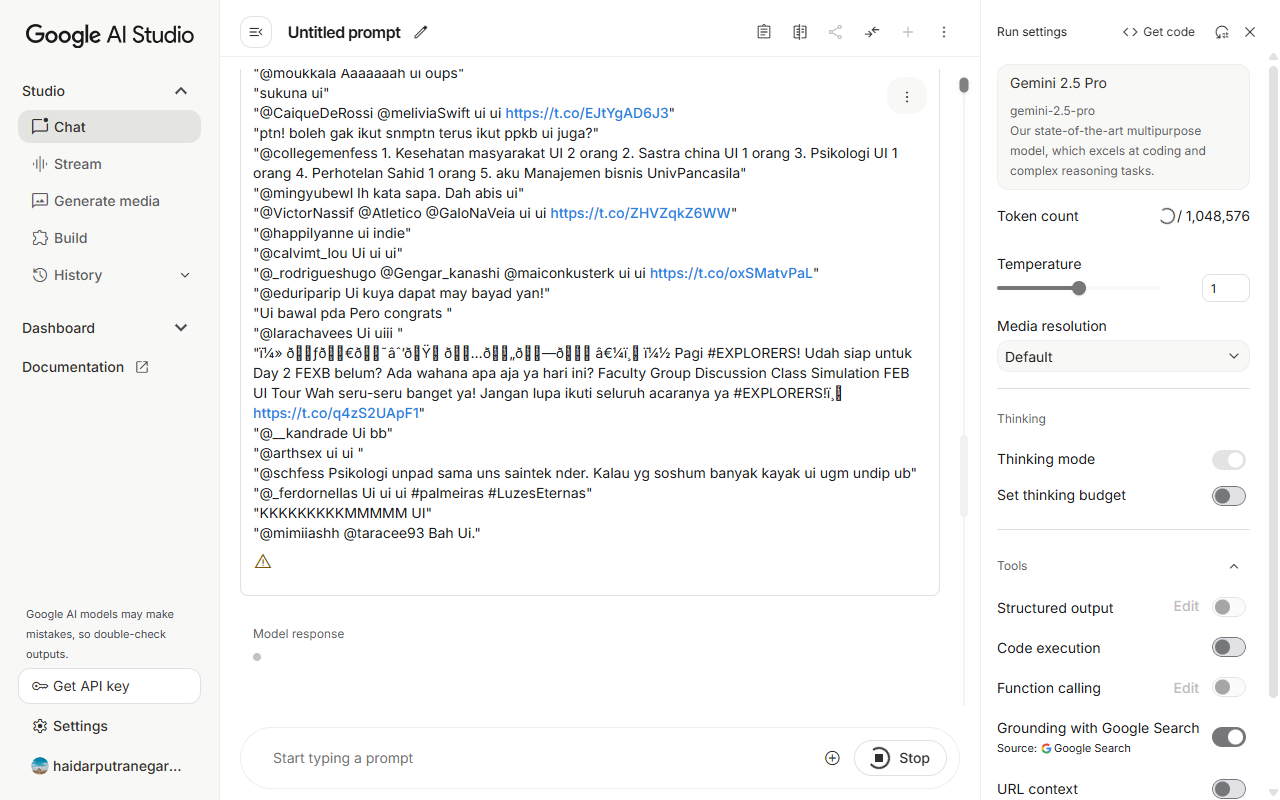 Google AI Studio
Studio
Chat
Stream
Generate media
Build
History
Dashboard
Documentation
Google AI models may make
mistakes, so double-check
outputs.
Get API key
Settings
haidarputranegar...
Untitled prompt
"@moukkala Aaaaaaah ui oups"
"sukuna ui"
"@CaiqueDeRossi @meliviaSwift ui ui https://t.co/EJtYgAD6J3"
"ptn! boleh gak ikut snmptn terus ikut ppkb ui juga?"
"@collegemenfess 1. Kesehatan masyarakat UI 2 orang 2. Sastra china UI 1 orang 3. Psikologi UI 1
orang 4. Perhotelan Sahid 1 orang 5. aku Manajemen bisnis UnivPancasila"
"@mingyubewl lh kata sapa. Dah abis ui"
"@VictorNassif @Atletico @GaloNaVeia ui ui https://t.co/ZHVZqkZ6WW"
"@happilyanne ui indie"
"@calvimt_lou Ui ui ui"
"@_rodrigueshugo @Gengar_kanashi @maiconkusterk ui ui https://t.co/oxSMatvPaL"
"@eduriparip Ui kuya dapat may bayad yan!"
"Ui bawal pda Pero congrats "
"@larachavees Ui uiii "
Pagi #EXPLORERS! Udah siap untuk
Day 2 FEXB belum? Ada wahana apa aja ya hari ini? Faculty Group Discussion Class Simulation FEB
UI Tour Wah seru-seru banget ya! Jangan lupa ikuti seluruh acaranya ya #EXPLORERS!
https://t.co/q4zS2UApF1"
"@__kandrade Ui bb"
"@arthsex ui ui "
"@schfess Psikologi unpad sama uns saintek nder. Kalau yg soshum banyak kayak ui ugm undip ub"
"@_ferdornellas Ui ui ui #palmeiras #LuzesEternas"
"KKKKKKKKKMMMMM UI"
"@mimiiashh @taracee93 Bah Ui."
Model response
Start typing a prompt
Stop
Run settings
Get code
Gemini 2.5 Pro
gemini-2.5-pro
Our state-of-the-art multipurpose
model, which excels at coding and
complex reasoning tasks.
Token count
/ 1,048,576
Temperature
1
Media resolution
Default
Thinking
Thinking mode
Set thinking budget
Tools
Structured output Edit
Code execution
Function calling Edit
Grounding with Google Search
Source: Google Search
URL context